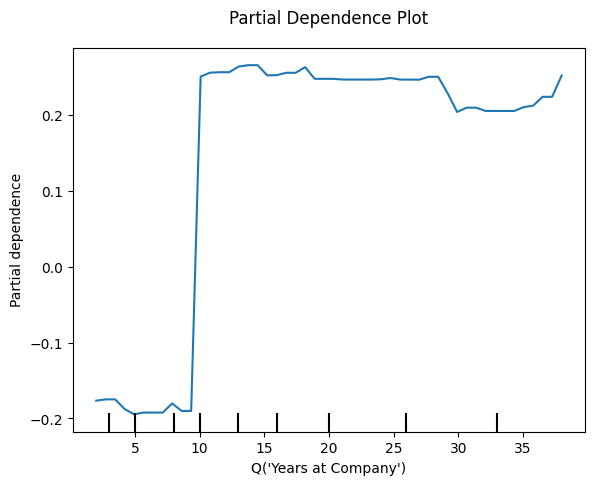 Partial Dependence Plot
Partial dependence
0.2
0.1
0.0
−0.1
−0.2
5 10 15 20 25 30 35
Q('Years at Company')